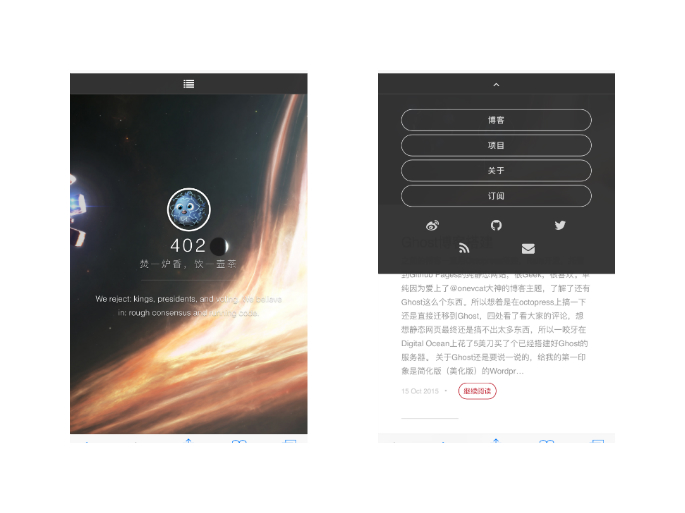 402
焚一炉香，饮一壶茶
We reject: kings, presidents, and voting. We believe
in: rough consensus and running code.
博客
项目
关于
订阅
到Github Pages的纯静态网站，很Geek，很喜欢。单
纯因为爱上了@onevcat大神的博客主题，了解了还有
Ghost这么个东西。所以想着是在octopress上搞一下
还是直接迁移到Ghost，四处看了看大家的评论，想
想静态网页最终还是搞不出太多东西，所以一咬牙在
Digital Ocean上花了5美刀买了个已经搭建好Ghost的
服务器。 关于Ghost还是要说一说的，给我的第一印
象是简化版（美化版）的Wordpr...
15 Oct 2015 •
继续阅读